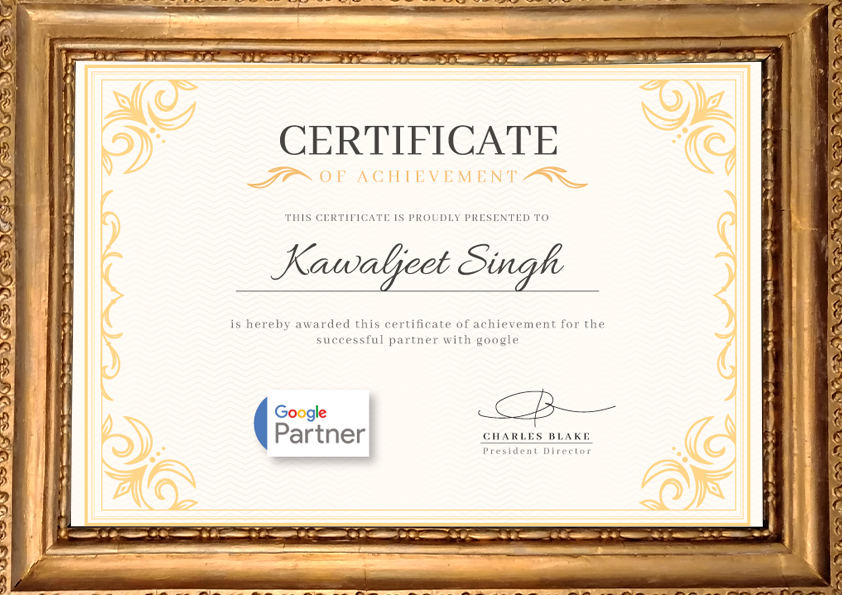 CERTIFICATE
OF ACHIEVEMENT
THIS CERTIFICATE IS PROUDLY PRESENTED TO
Kawaljeet Singh
is hereby awarded this certificate of achievement for the
successful partner with google
Google
Partner
CHARLES BLAKE
President Director